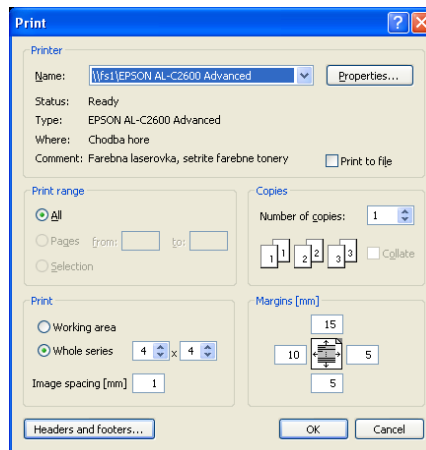 Print
Printer
Name: \\fs1\EPSON AL-C2600 Advanced Properties...
Status: Ready
Type: EPSON AL-C2600 Advanced
Where: Chodba hore
Comment: Farebna laserovka, setrite farebne tonery Print to file
Print range
All
Pages from: to:
Selection
Copies
Number of copies: 1
1 1 2 2 3 3 Collate
Print
Working area
Whole series 4 x 4
Image spacing [mm] 1
Margins [mm]
15
10 5
5
Headers and footers... OK Cancel